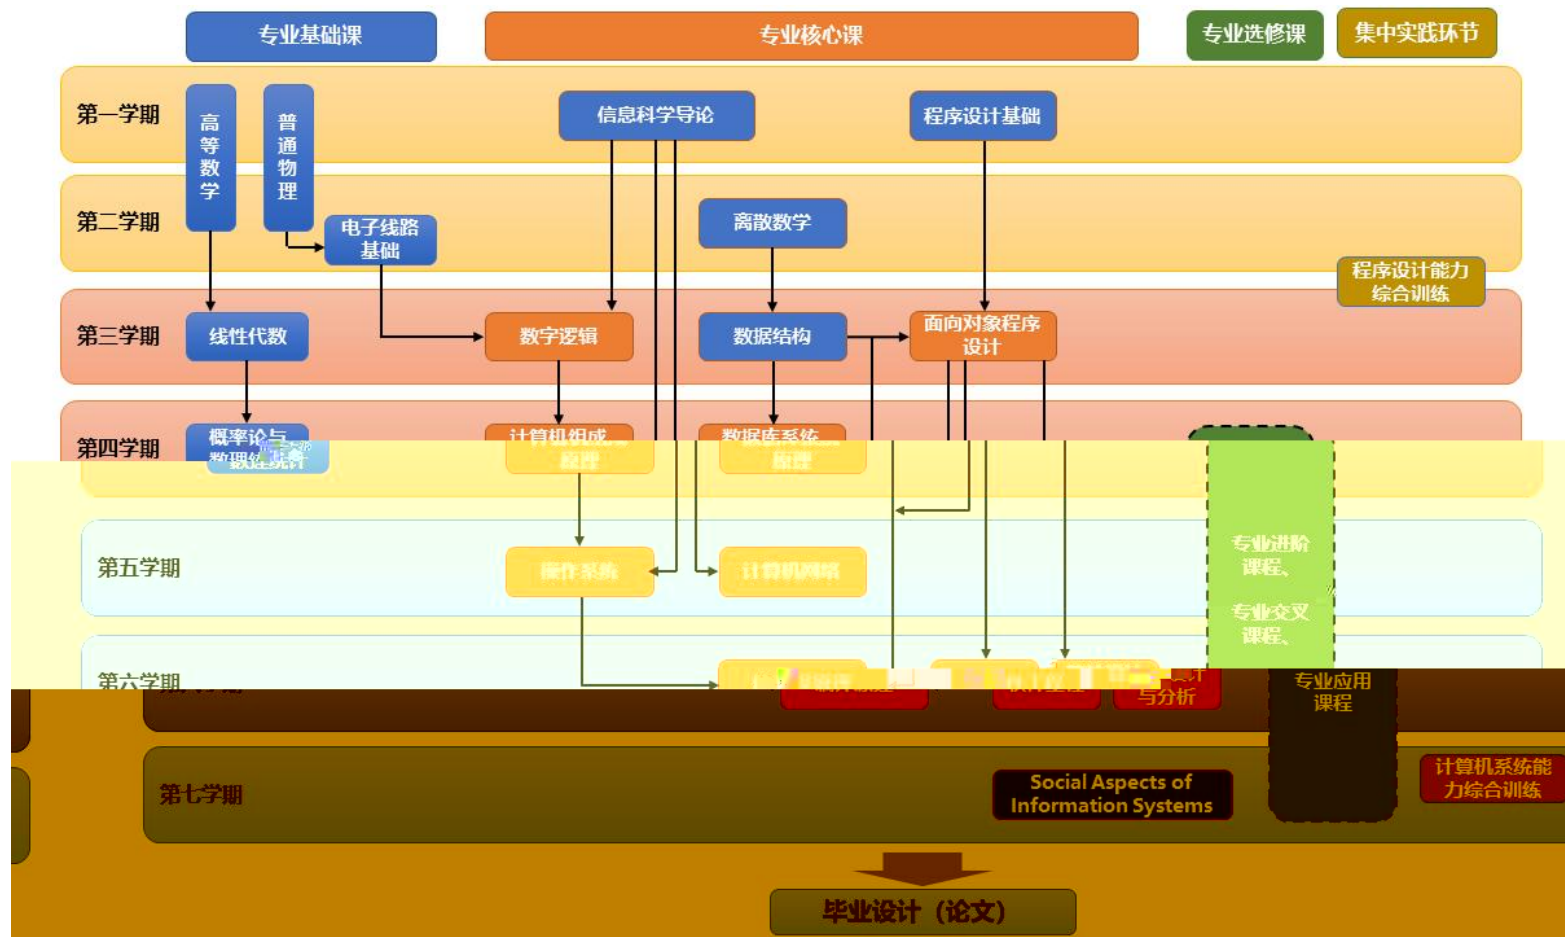 专业基础课
专业核心课
专业选修课
集中实践环节
第一学期
高等数学
普通物理
信息科学导论
程序设计基础
第二学期
电子线路
基础
离散数学
程序设计能力
综合训练
第三学期
线性代数
数字逻辑
数据结构
面向对象程序
设计
第四学期
概率论与
数理统计
计算机组成
原理
数据库系统
原理
第五学期
操作系统
计算机网络
专业进阶
课程、
专业交叉
课程、
第六学期
与分析
专业应用
课程
第七学期
Social Aspects of
Information Systems
计算机系统能
力综合训练
毕业设计（论文）